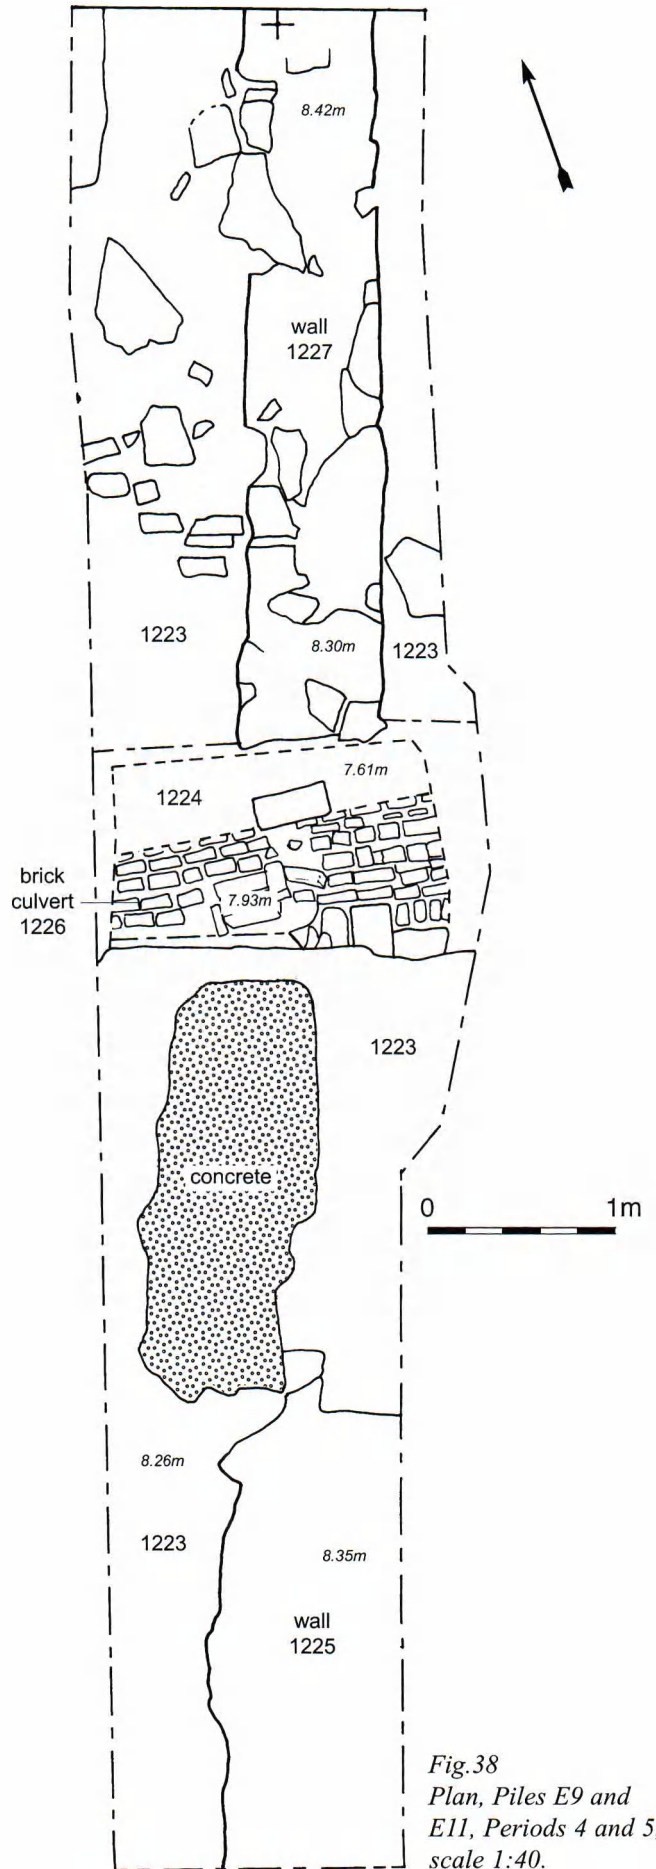 8.42m
wall
1227
1223
8.30m
1223
7.61m
1224
brick
culvert
1226
7.93m
1223
concrete
0 1m
8.26m
1223
8.35m
wall
1225
Fig.38
Plan, Piles E9 and
E11, Periods 4 and 5,
scale 1:40.